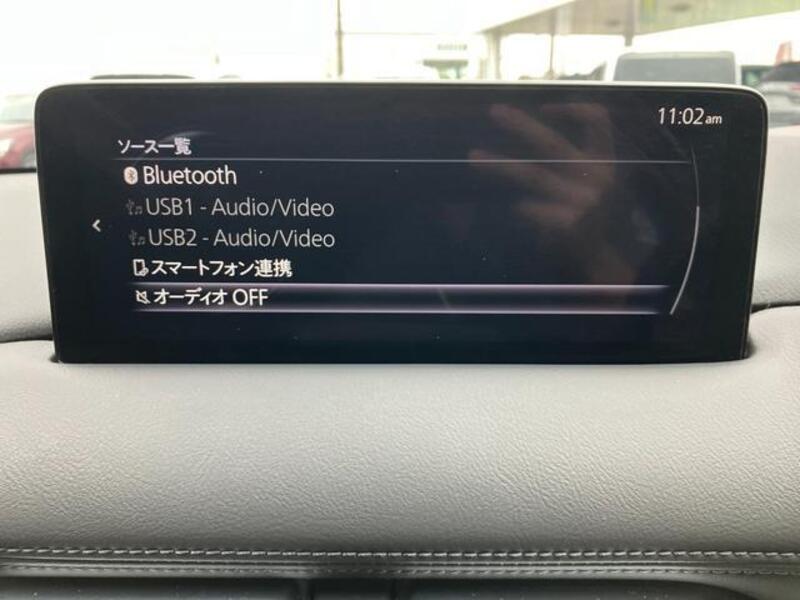 11:02am
ソース一覧
Bluetooth
USB1 - Audio/Video
USB2 - Audio/Video
スマートフォン連携
オーディオ OFF